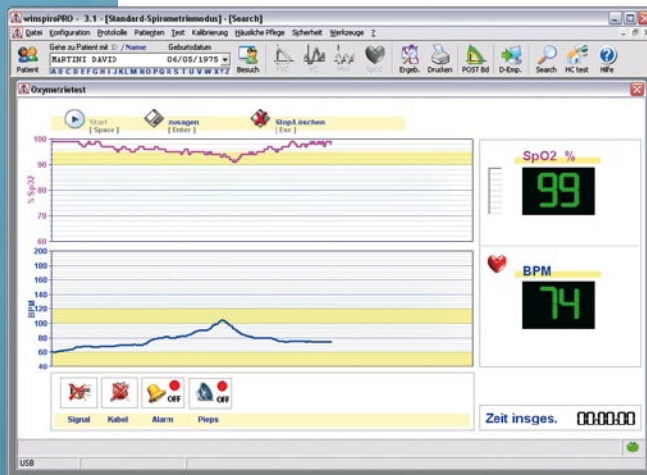 winspirePRO - 3.1 - [Standard-Spirometriemodus] - [Search]
Datei Konfiguration Protokolle Patienten Test Kalibrierung Häusliche Pflege Sicherheit Werkzeuge ?
Gehe zu Patient mit ID / Name Geburtsdatum
MARTINI DAVID 06/05/1975
A B C D E F G H I J K L M N O P Q R S T U V W X Y Z
Patient Besuch FVC VC MVV SpO2 Ergeb. Drucken POST Bd D-Emp. Search HC test Hilfe
Oxymetrietest
Start zusagen Stop/Löschen
[ Space ] [ Enter ] [ Esc ]
100
90
80
70
60
% SpO2
SpO2 %
99
200
180
160
140
120
100
80
60
40
BPM
BPM
74
OFF OFF
Signal Kabel Alarm Pieps
Zeit insges. 00:00:00
USB